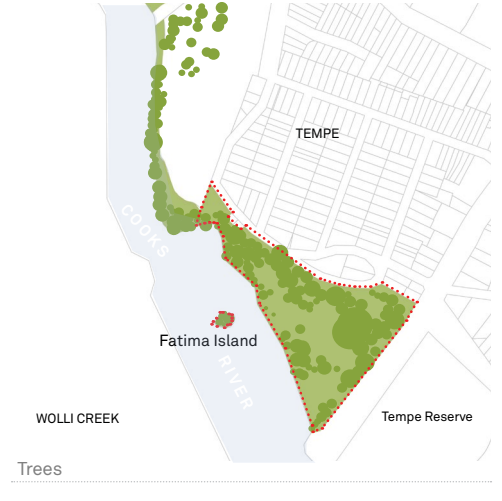 TEMPE
COOKS
Fatima Island
RIVER
WOLLI CREEK
Tempe Reserve
Trees